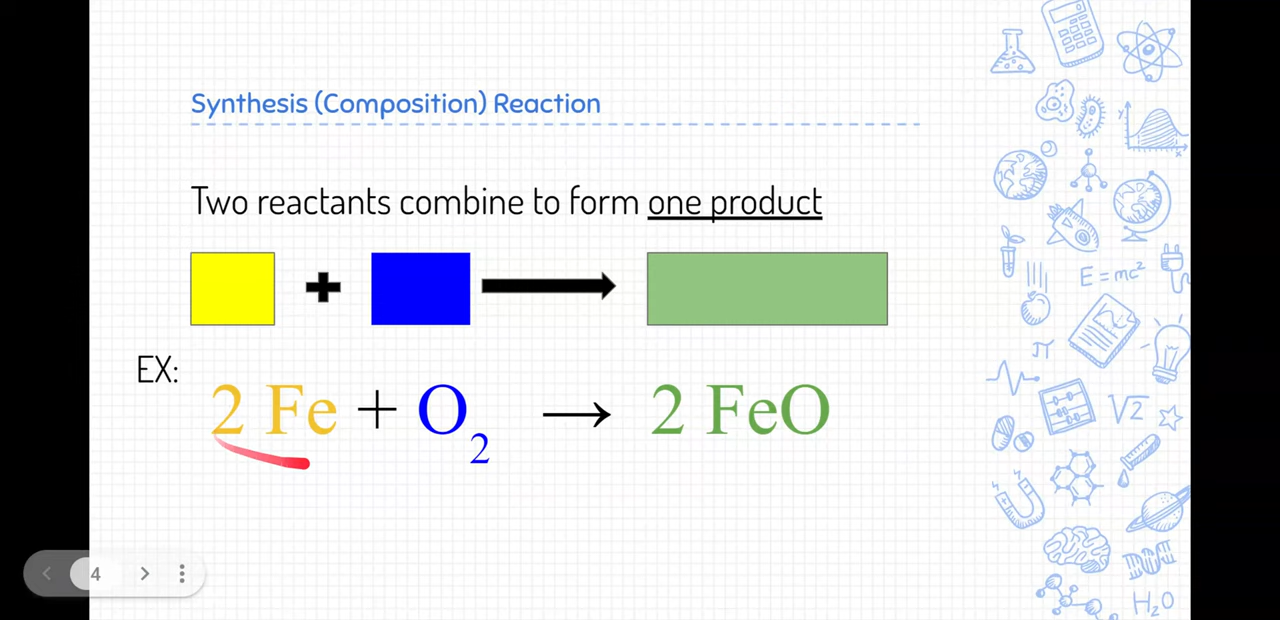 Synthesis (Composition) Reaction
Two reactants combine to form one product
EX:
2 Fe + O2 → 2 FeO
4
E=mc²
π
√2
H₂O
y
x